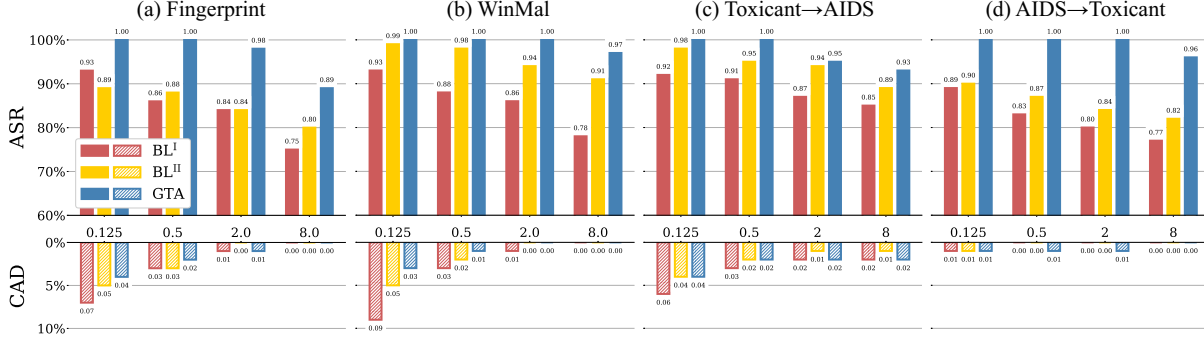 (a) Fingerprint
(b) WinMal
(c) Toxicant→AIDS
(d) AIDS→Toxicant
ASR
100%
90%
80%
70%
60%
BL^I
BL^II
GTA
0.93 0.89 1.00 0.86 0.88 1.00 0.84 0.84 0.98 0.75 0.80 0.89
0.93 0.99 1.00 0.88 0.98 1.00 0.86 0.94 1.00 0.78 0.91 0.97
0.92 0.98 1.00 0.91 0.95 1.00 0.87 0.94 0.95 0.85 0.89 0.93
0.89 0.90 1.00 0.83 0.87 1.00 0.80 0.84 1.00 0.77 0.82 0.96
0.125 0.5 2.0 8.0
0.125 0.5 2.0 8.0
0.125 0.5 2 8
0.125 0.5 2 8
CAD
0%
5%
10%
0.07 0.05 0.04 0.03 0.03 0.02 0.01 0.00 0.01 0.00 0.00 0.00
0.09 0.05 0.03 0.03 0.02 0.01 0.01 0.00 0.00 0.00 0.00 0.00
0.06 0.04 0.04 0.03 0.02 0.02 0.02 0.01 0.02 0.02 0.01 0.02
0.01 0.01 0.01 0.00 0.00 0.01 0.00 0.00 0.01 0.00 0.00 0.00